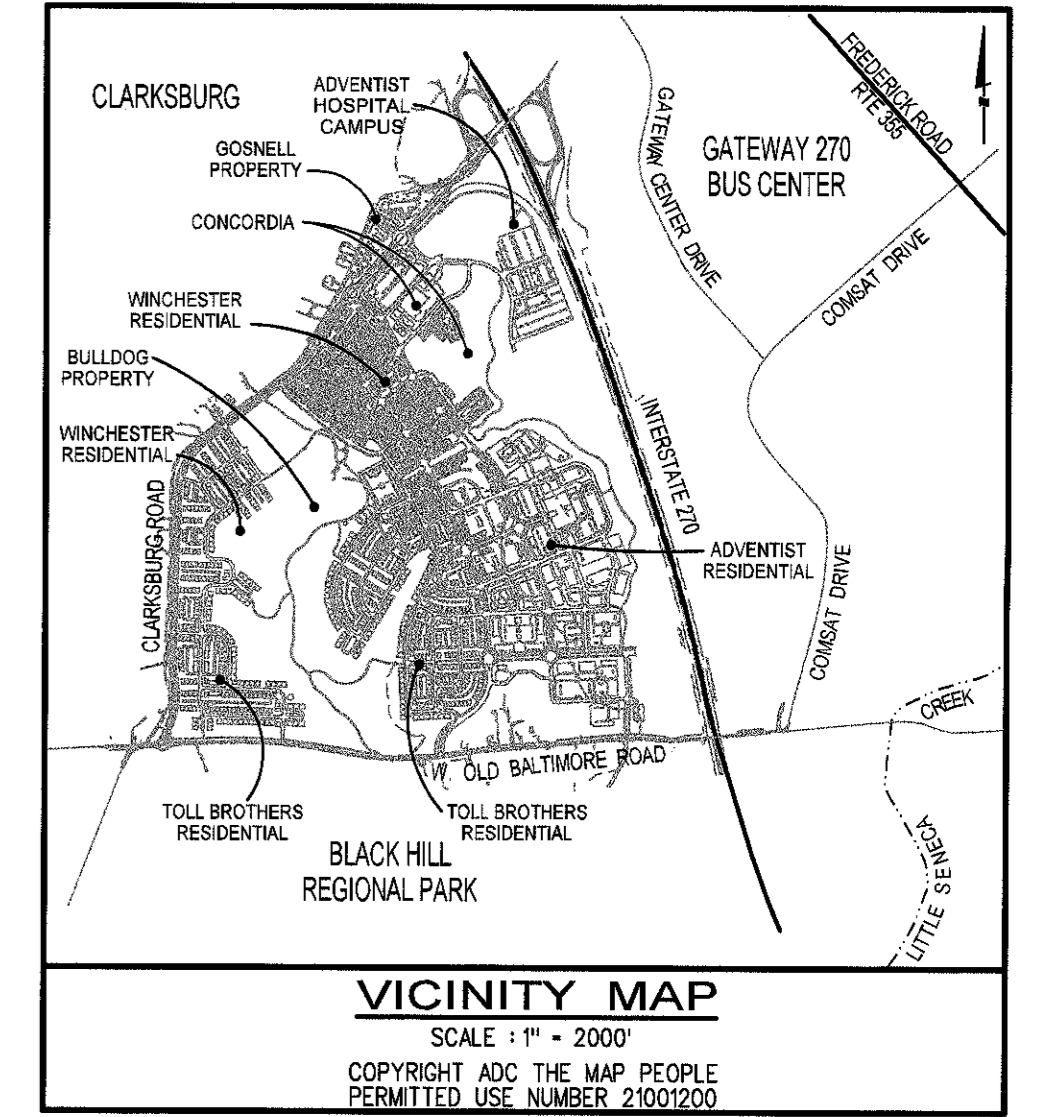 CLARKSBURG
ADVENTIST
HOSPITAL
CAMPUS
GOSNELL
PROPERTY
CONCORDIA
WINCHESTER
RESIDENTIAL
BULLDOG
PROPERTY
WINCHESTER
RESIDENTIAL
CLARKSBURG ROAD
TOLL BROTHERS
RESIDENTIAL
TOLL BROTHERS
RESIDENTIAL
W. OLD BALTIMORE ROAD
BLACK HILL
REGIONAL PARK
ADVENTIST
RESIDENTIAL
INTERSTATE 270
GATEWAY CENTER DRIVE
GATEWAY 270
BUS CENTER
FREDERICK ROAD
RTE 355
COMSAT DRIVE
COMSAT DRIVE
CREEK
LITTLE SENECA
VICINITY MAP
SCALE : 1" = 2000'
COPYRIGHT ADC THE MAP PEOPLE
PERMITTED USE NUMBER 21001200